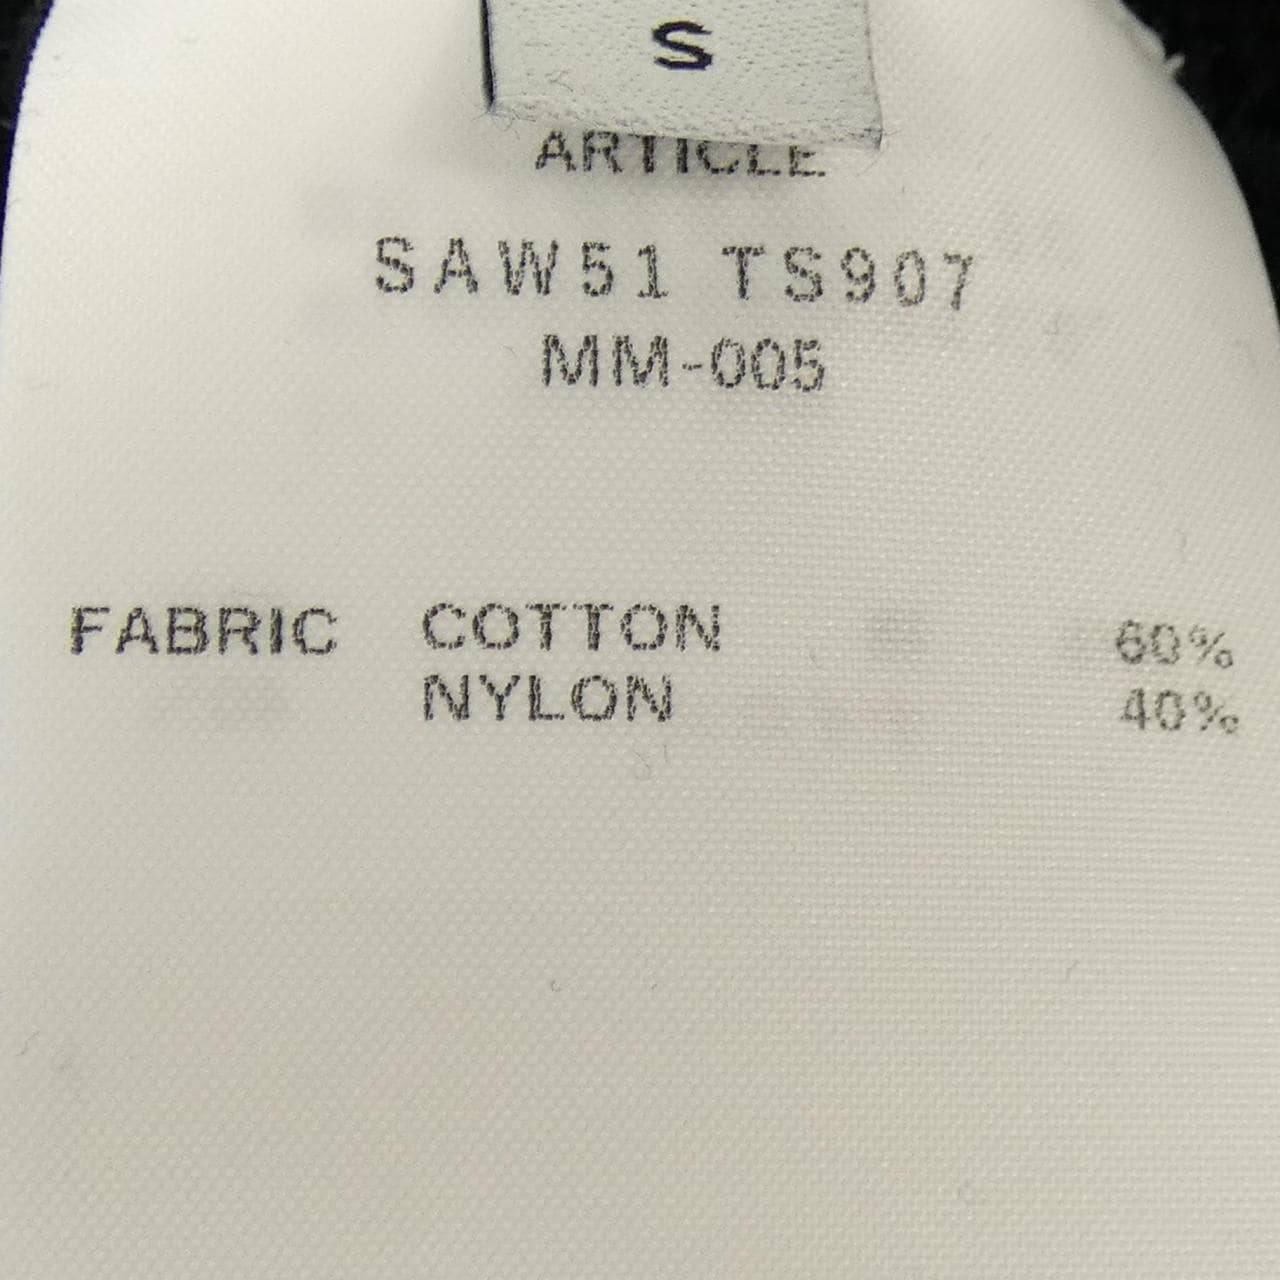 S
ARTICLE
SAW51 TS907
MM-005
FABRIC COTTON 60%
NYLON 40%